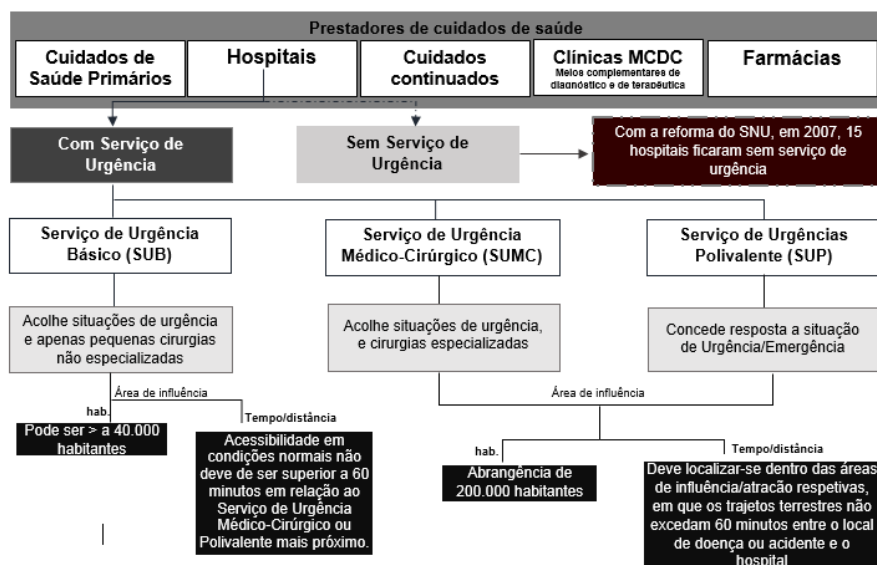 Prestadores de cuidados de saúde
Cuidados de
Saúde Primários
Hospitais
Cuidados
continuados
Clínicas MCDC
Meios complementares de
diagnóstico e de terapêutica
Farmácias
Com Serviço de
Urgência
Sem Serviço de
Urgência
Com a reforma do SNU, em 2007, 15
hospitais ficaram sem serviço de
urgência
Serviço de Urgência
Básico (SUB)
Serviço de Urgência
Médico-Cirúrgico (SUMC)
Serviço de Urgências
Polivalente (SUP)
Acolhe situações de urgência
e apenas pequenas cirurgias
não especializadas
Acolhe situações de urgência,
e cirurgias especializadas
Concede resposta a situação
de Urgência/Emergência
Área de influência
hab.
Pode ser > a 40.000
habitantes
Tempo/distância
Acessibilidade em
condições normais não
deve de ser superior a 60
minutos em relação ao
Serviço de Urgência
Médico-Cirúrgico ou
Polivalente mais próximo.
Área de influência
hab.
Abrangência de
200.000 habitantes
Tempo/distância
Deve localizar-se dentro das áreas
de influência/atracão respetivas,
em que os trajetos terrestres não
excedam 60 minutos entre o local
de doença ou acidente e o
hospital